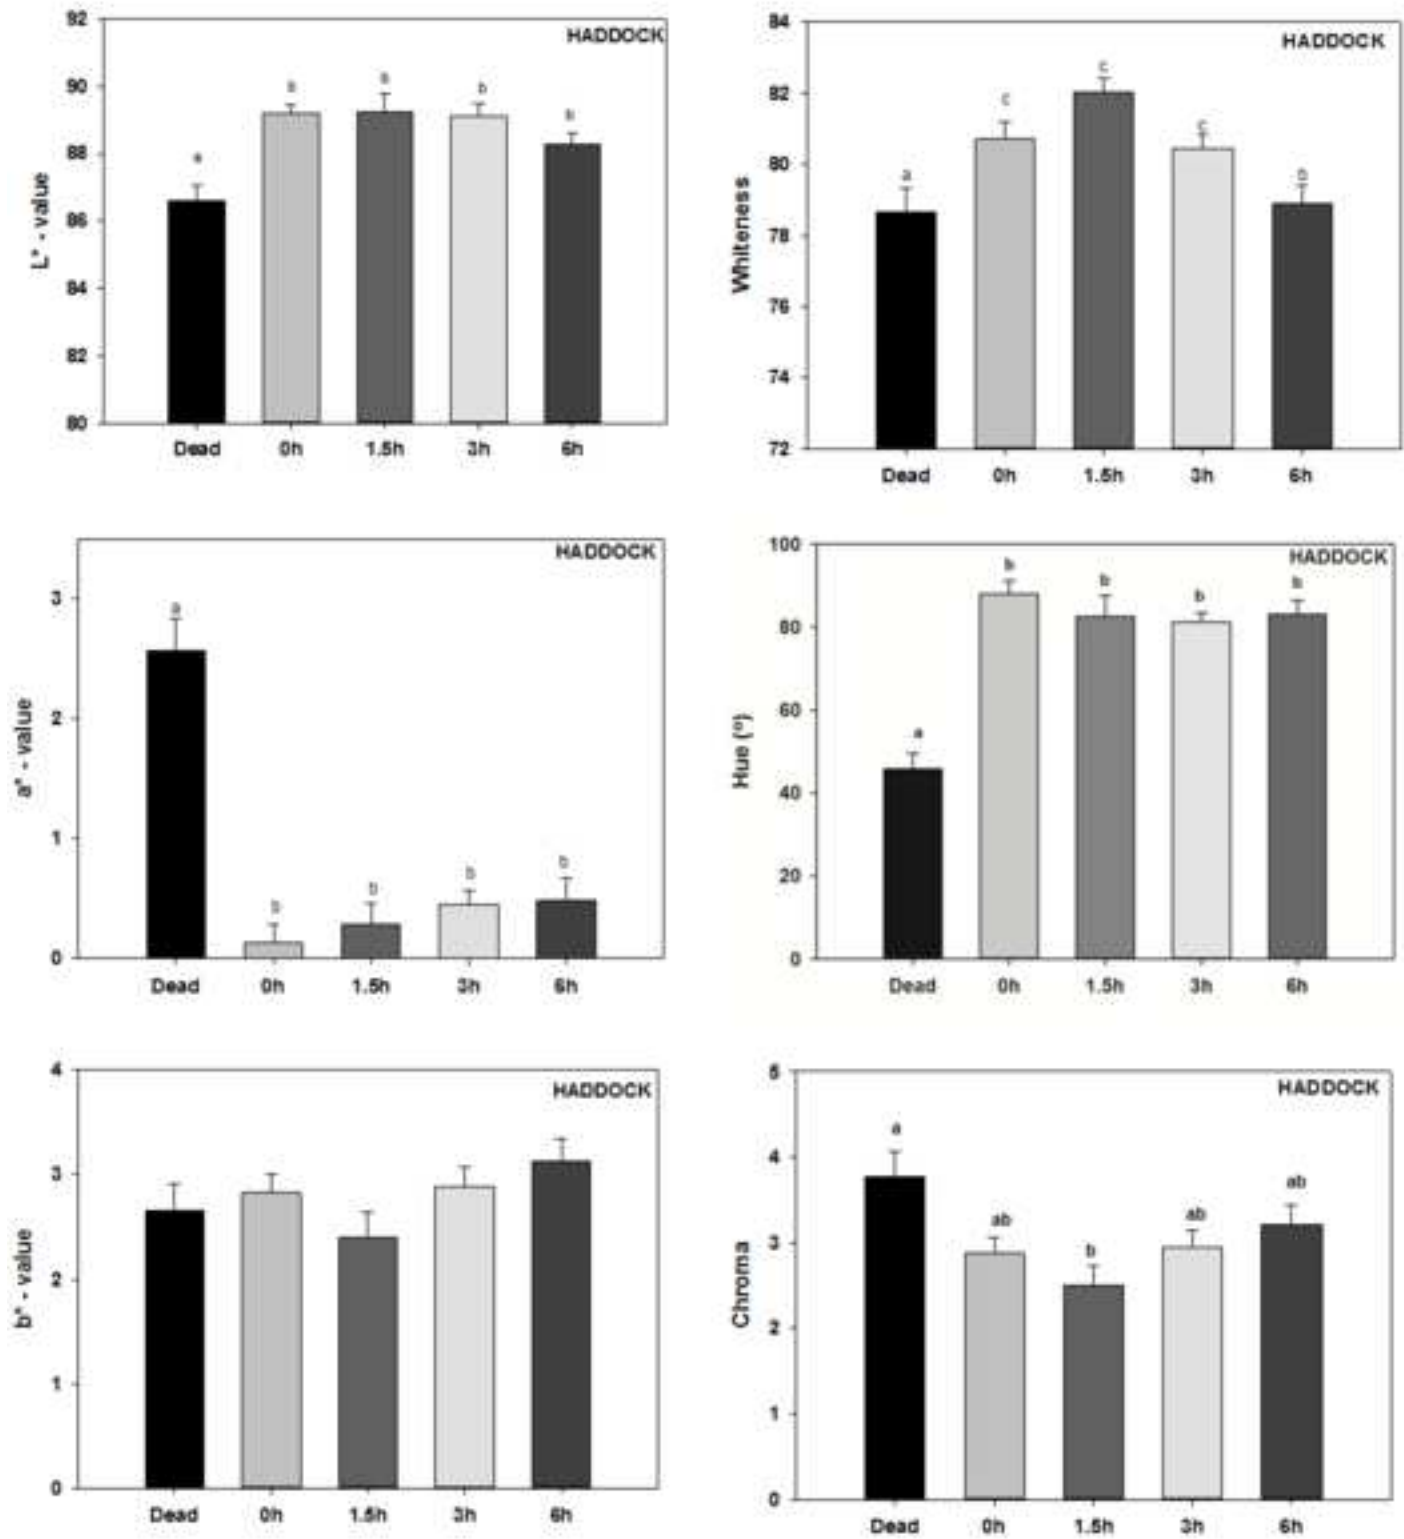 92
HADDOCK
90
88
86
84
82
80
L* - value
a
b
b
Dead
0h
1.5h
3h
6h
84
HADDOCK
82
80
78
76
74
72
Whiteness
a
c
c
c
Dead
0h
1.5h
3h
6h
HADDOCK
3
2
1
0
a* - value
a
b
b
b
b
Dead
0h
1.5h
3h
6h
100
HADDOCK
80
60
40
20
0
Hue (º)
a
b
b
b
b
Dead
0h
1.5h
3h
6h
4
HADDOCK
3
2
1
0
b* - value
Dead
0h
1.5h
3h
6h
5
HADDOCK
4
3
2
1
0
Chroma
a
ab
b
ab
ab
Dead
0h
1.5h
3h
6h